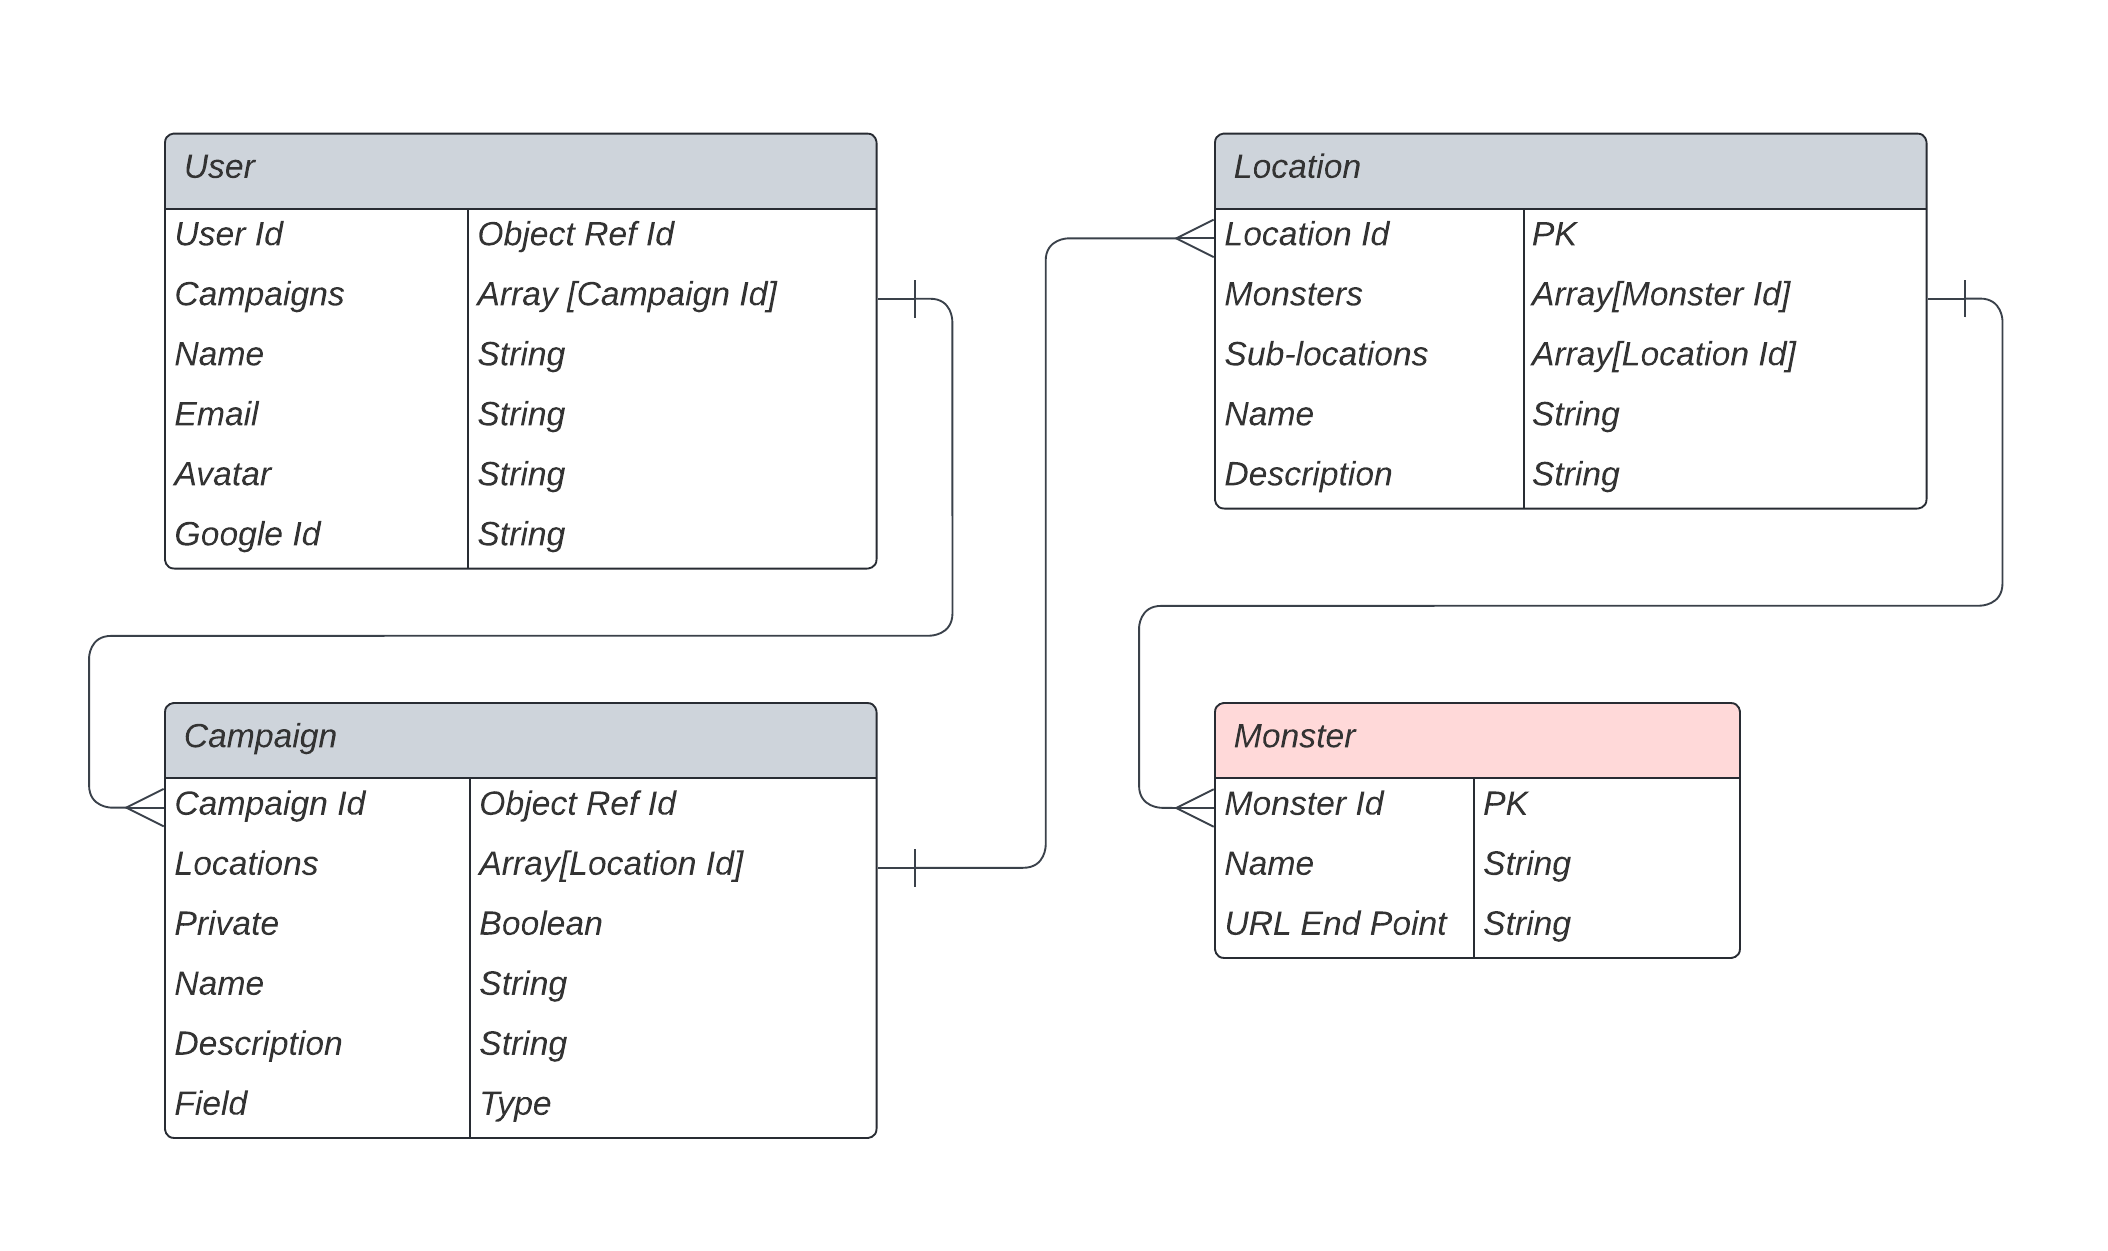 User
User Id Object Ref Id
Campaigns Array [Campaign Id]
Name String
Email String
Avatar String
Google Id String
Campaign
Campaign Id Object Ref Id
Locations Array[Location Id]
Private Boolean
Name String
Description String
Field Type
Location
Location Id PK
Monsters Array[Monster Id]
Sub-locations Array[Location Id]
Name String
Description String
Monster
Monster Id PK
Name String
URL End Point String